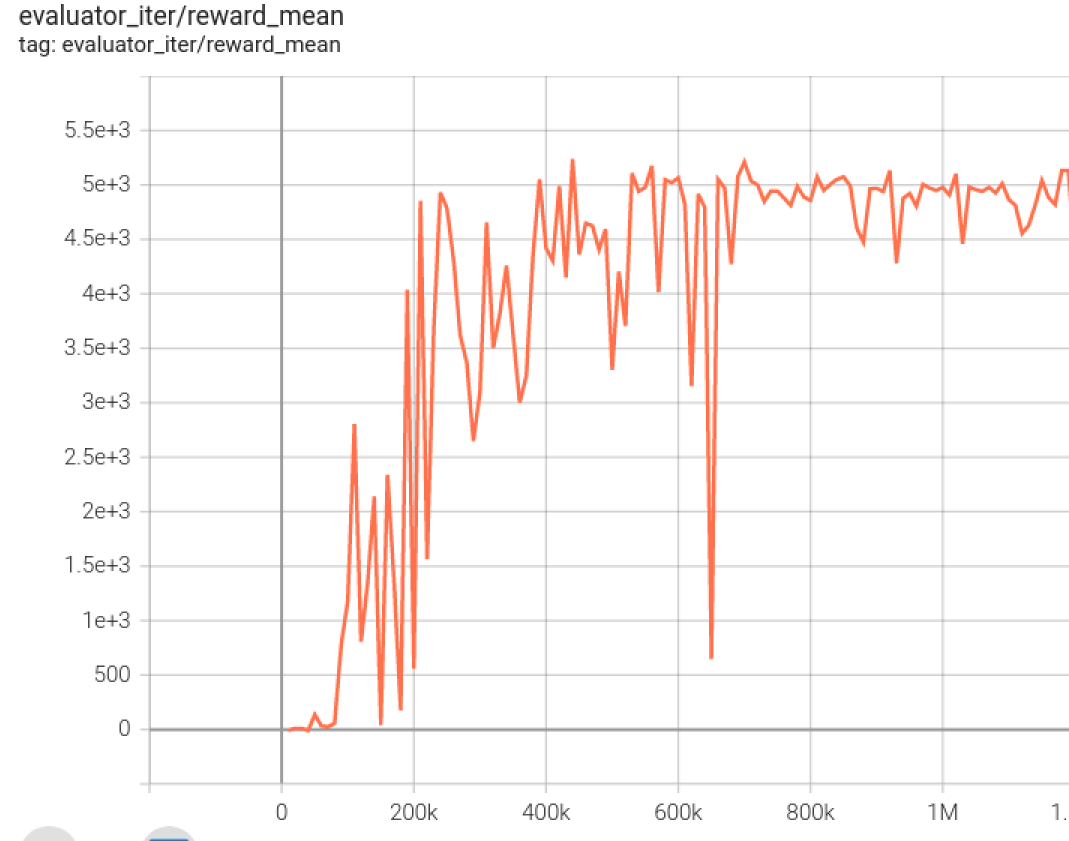 evaluator_iter/reward_mean
tag: evaluator_iter/reward_mean
5.5e+3
5e+3
4.5e+3
4e+3
3.5e+3
3e+3
2.5e+3
2e+3
1.5e+3
1e+3
500
0
0 200k 400k 600k 800k 1M 1.